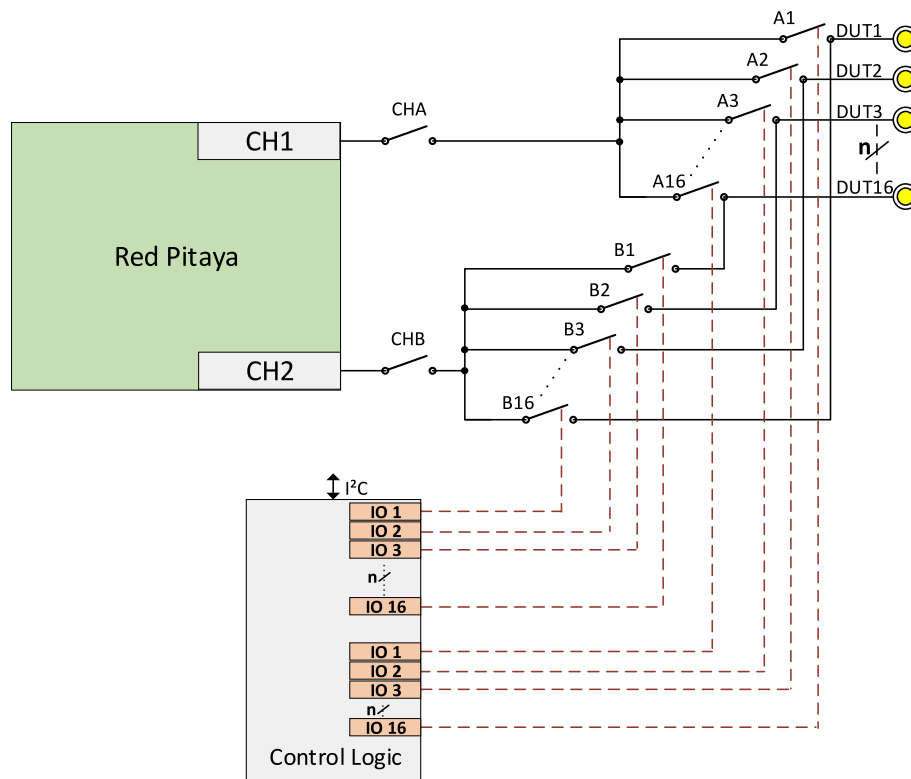 A1
DUT1
A2
DUT2
CHA
A3
DUT3
CH1
n
A16
DUT16
Red Pitaya
B1
B2
CHB
B3
CH2
B16
I²C
IO 1
IO 2
IO 3
n
IO 16
IO 1
IO 2
IO 3
n
IO 16
Control Logic